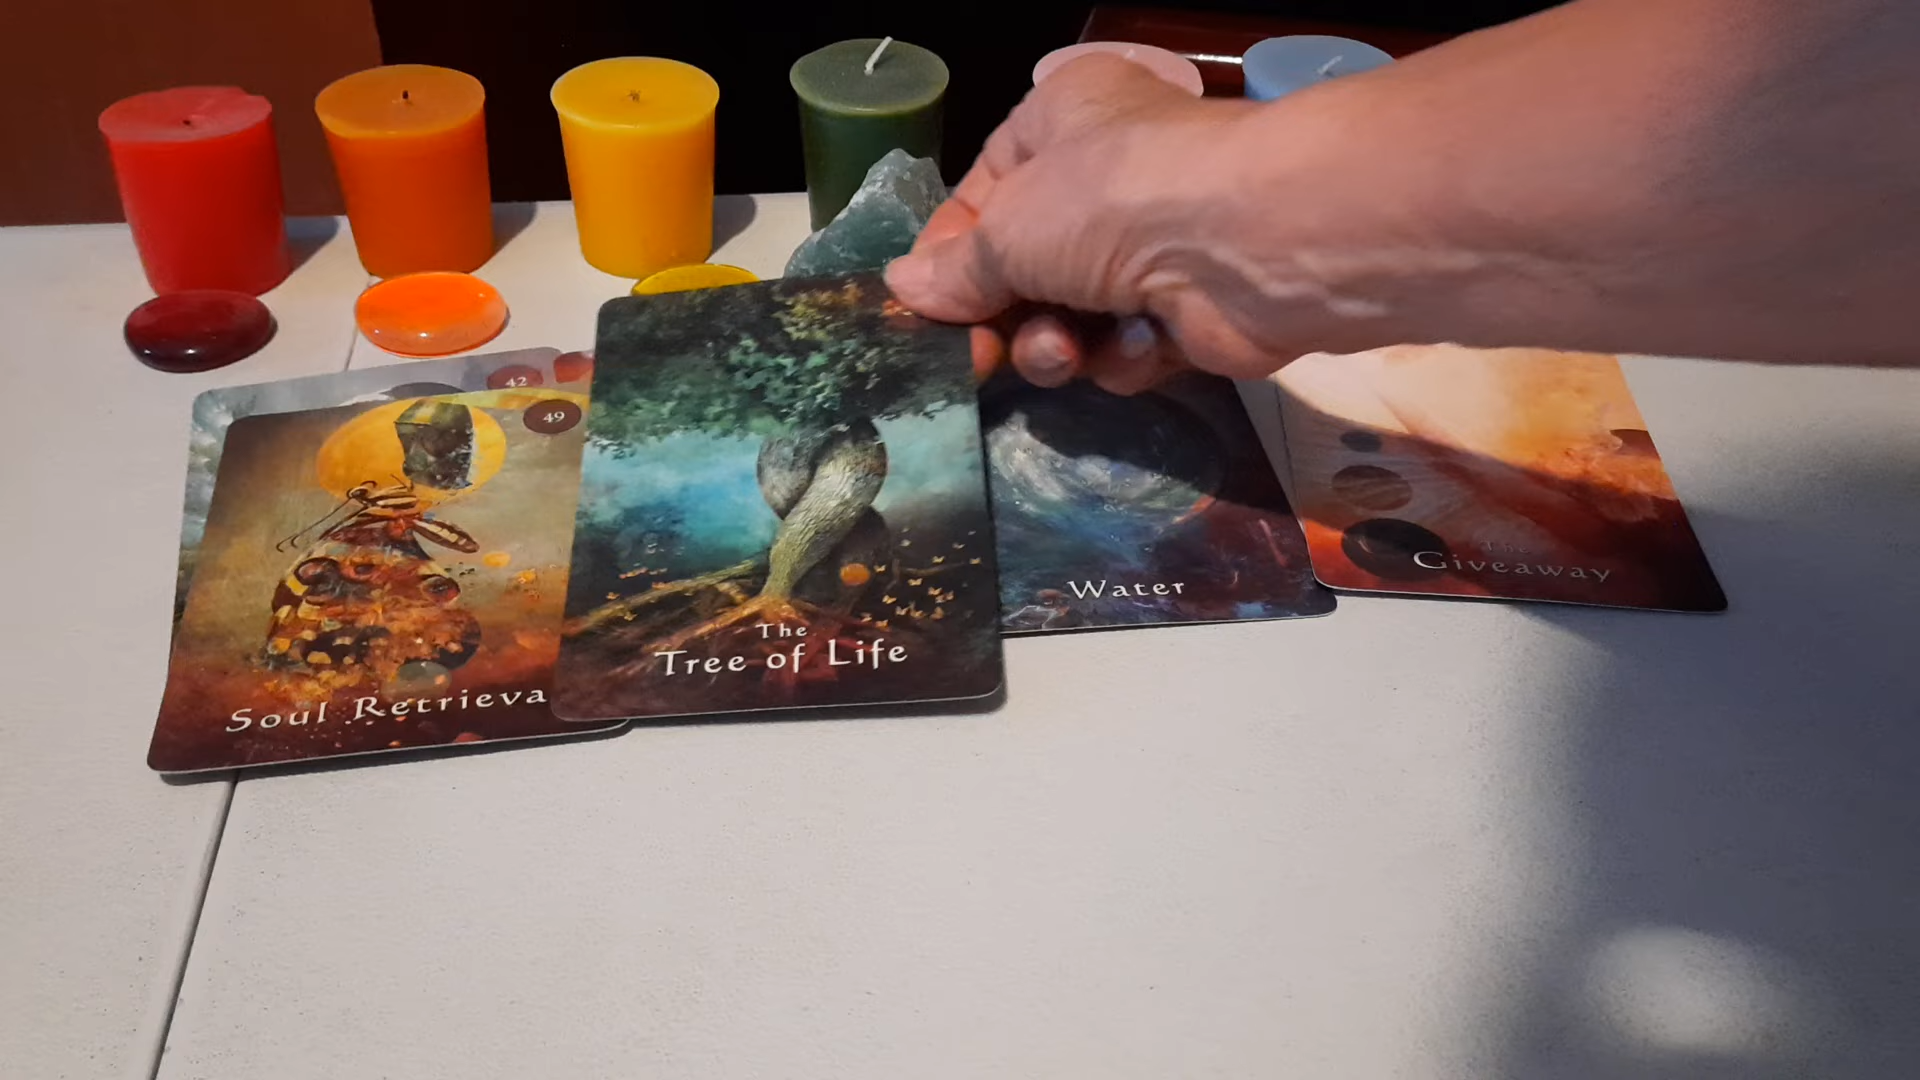 42
49
Soul Retrieva
The
Tree of Life
Water
The
Giveaway